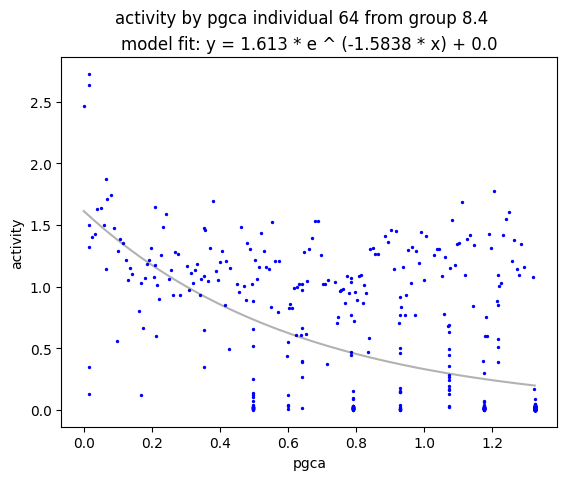 activity by pgca individual 64 from group 8.4
model fit: y = 1.613 * e ^ (-1.5838 * x) + 0.0
2.5
2.0
1.5
1.0
0.5
0.0
activity
0.0 0.2 0.4 0.6 0.8 1.0 1.2
pgca